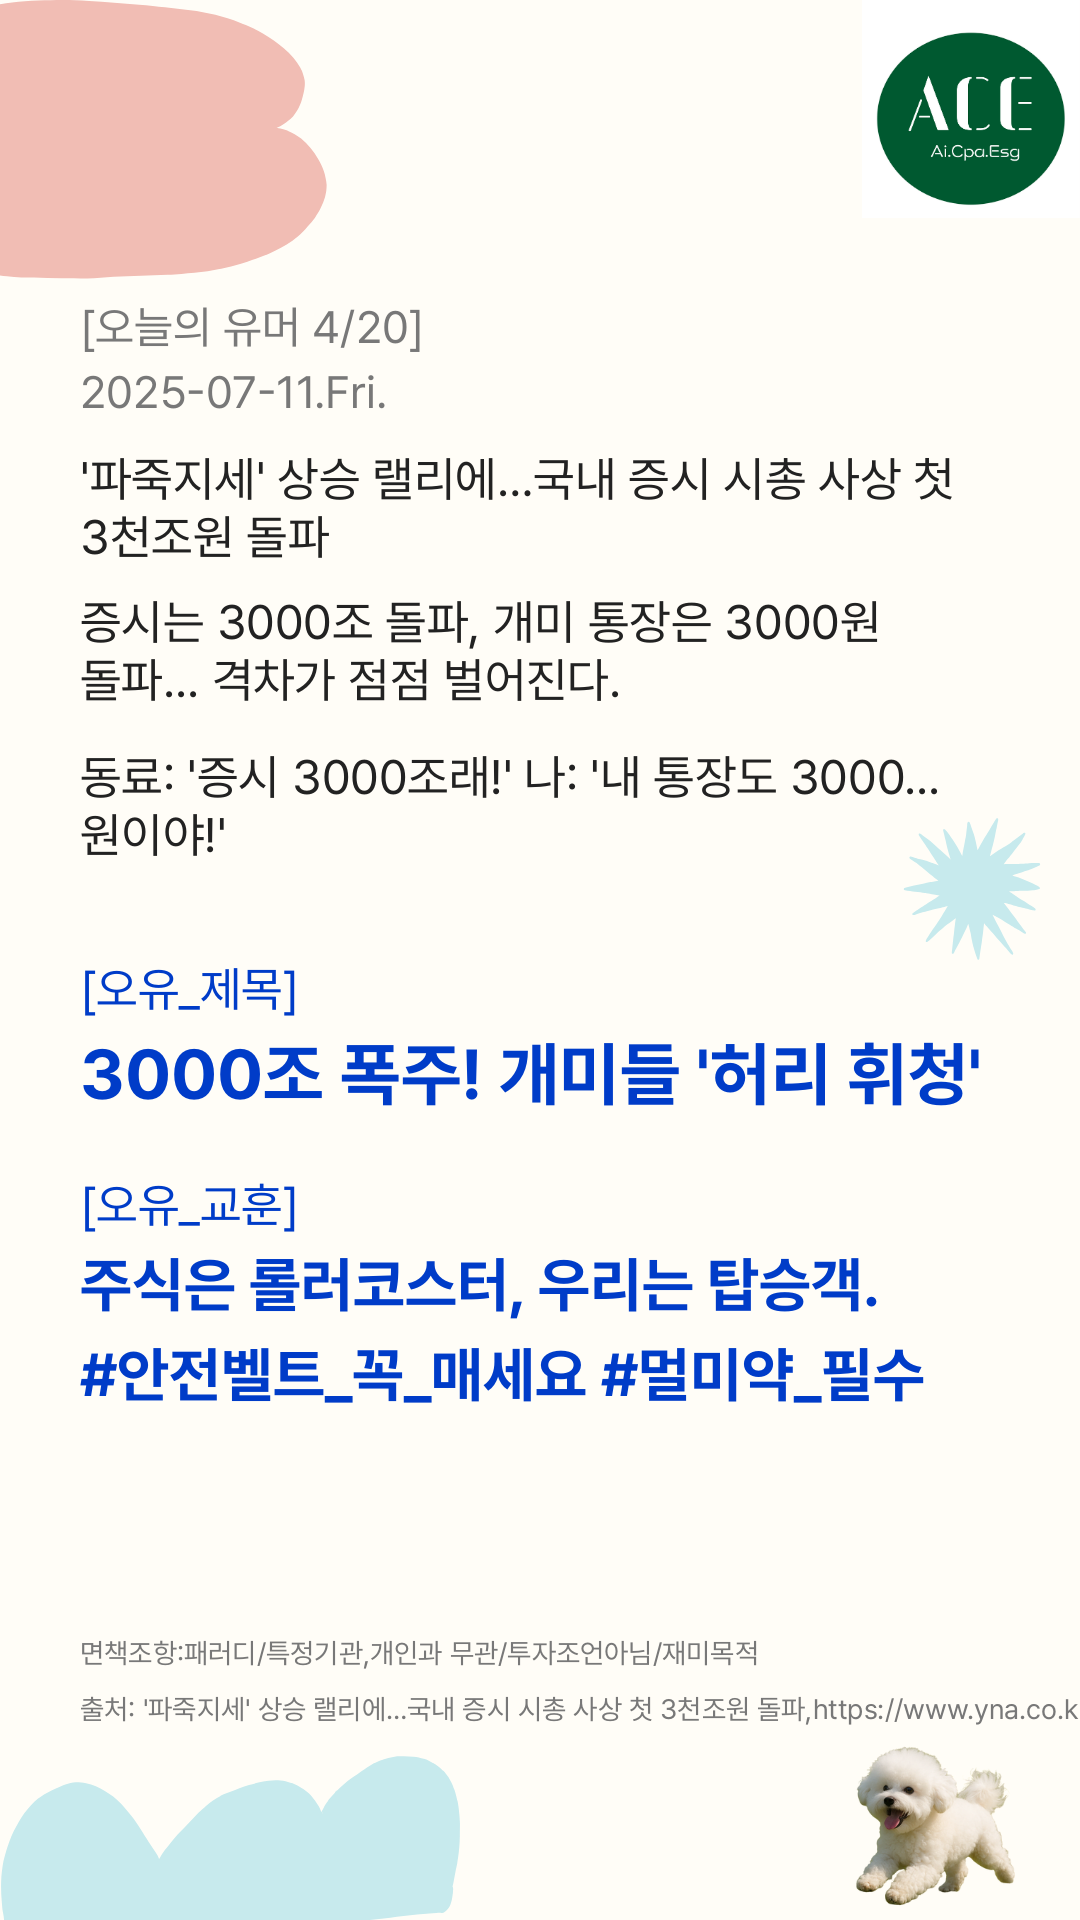 ACE
Ai.Cpa.Esg
[오늘의 유머 4/20]
2025-07-11.Fri.
'파죽지세' 상승 랠리에...국내 증시 시총 사상 첫
3천조원 돌파
증시는 3000조 돌파, 개미 통장은 3000원
돌파... 격차가 점점 벌어진다.
동료: '증시 3000조래!' 나: '내 통장도 3000...
원이야!'
[오유_제목]
3000조 폭주! 개미들 '허리 휘청'
[오유_교훈]
주식은 롤러코스터, 우리는 탑승객.
#안전벨트_꼭_매세요 #멀미약_필수
면책조항:패러디/특정기관,개인과 무관/투자조언아님/재미목적
출처: '파죽지세' 상승 랠리에...국내 증시 시총 사상 첫 3천조원 돌파,https://www.yna.co.k